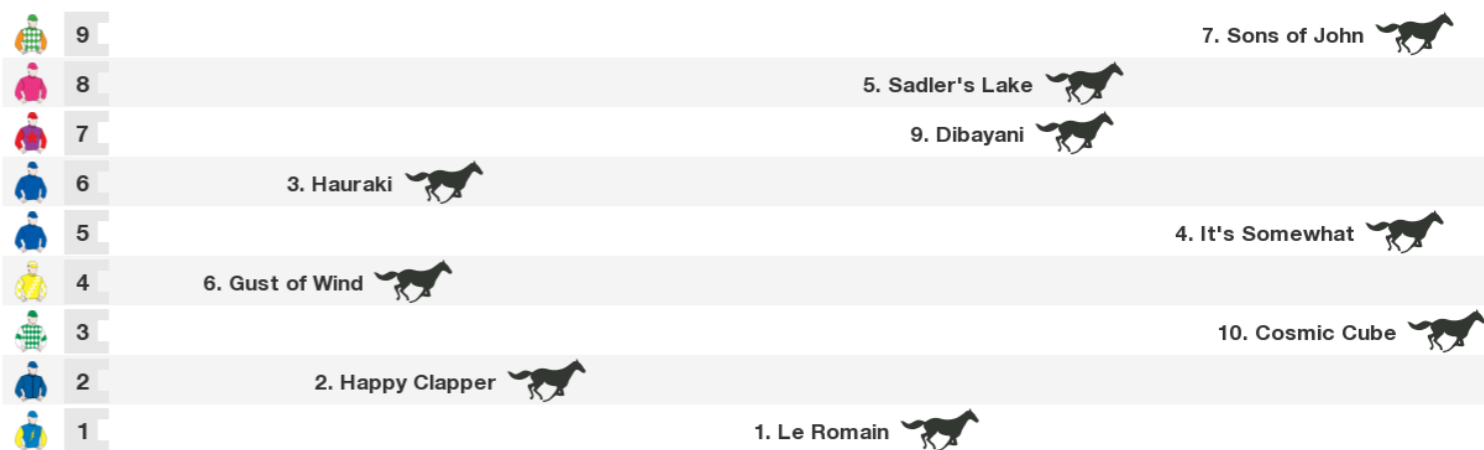 9 7. Sons of John
8 5. Sadler's Lake
7 9. Dibayani
6 3. Hauraki
5 4. It's Somewhat
4 6. Gust of Wind
3 10. Cosmic Cube
2 2. Happy Clapper
1 1. Le Romain